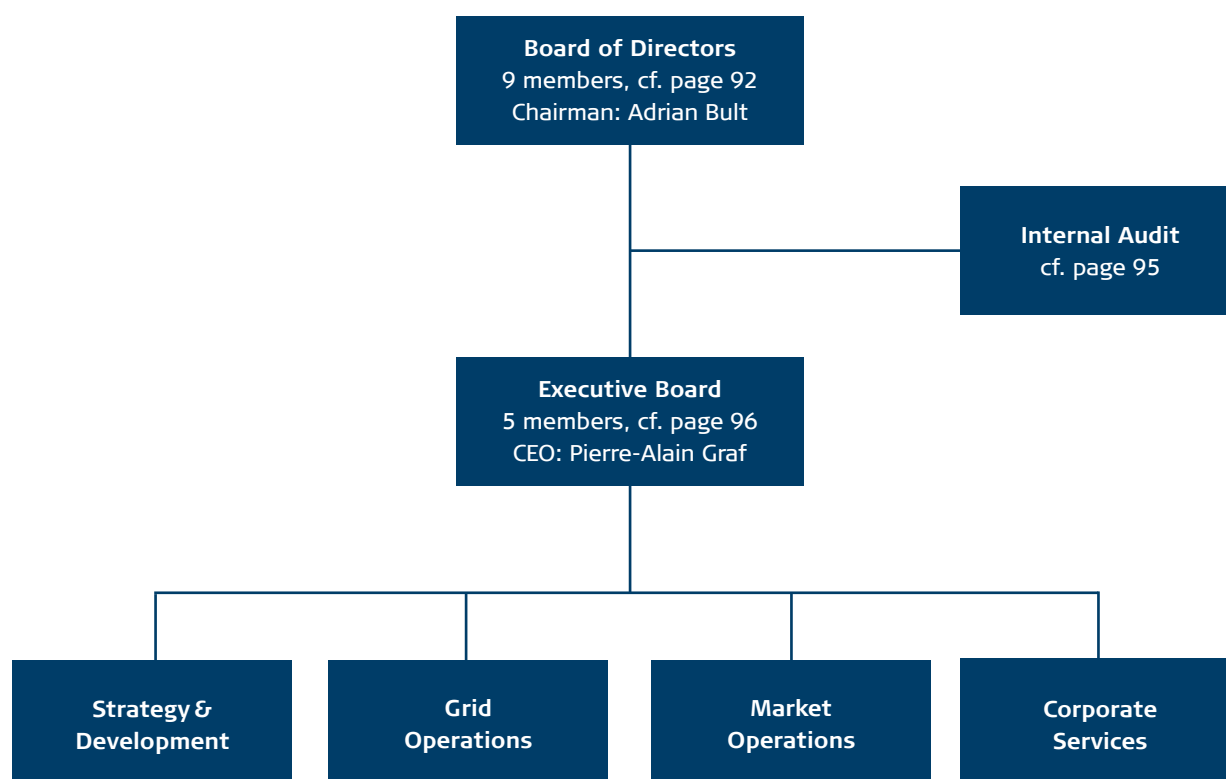 Board of Directors
9 members, cf. page 92
Chairman: Adrian Bult
Internal Audit
cf. page 95
Executive Board
5 members, cf. page 96
CEO: Pierre-Alain Graf
Strategy &
Development
Grid
Operations
Market
Operations
Corporate
Services